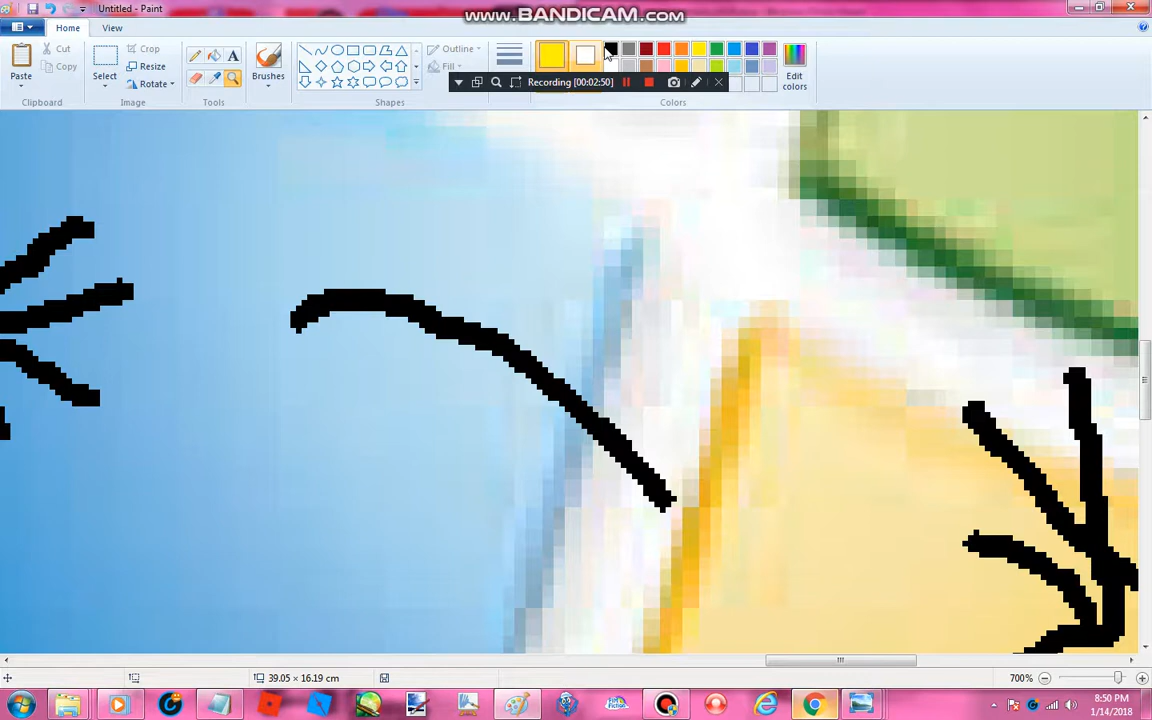 Untitled - Paint
www.BANDICAM.com
Home View
Paste
Cut
Copy
Clipboard
Select
Crop
Resize
Rotate
Image
A
Tools
Brushes
Outline
Fill
Shapes
Recording [00:02:50]
Colors
Edit colors
39.05 × 16.19 cm
700%
8:50 PM
1/14/2018